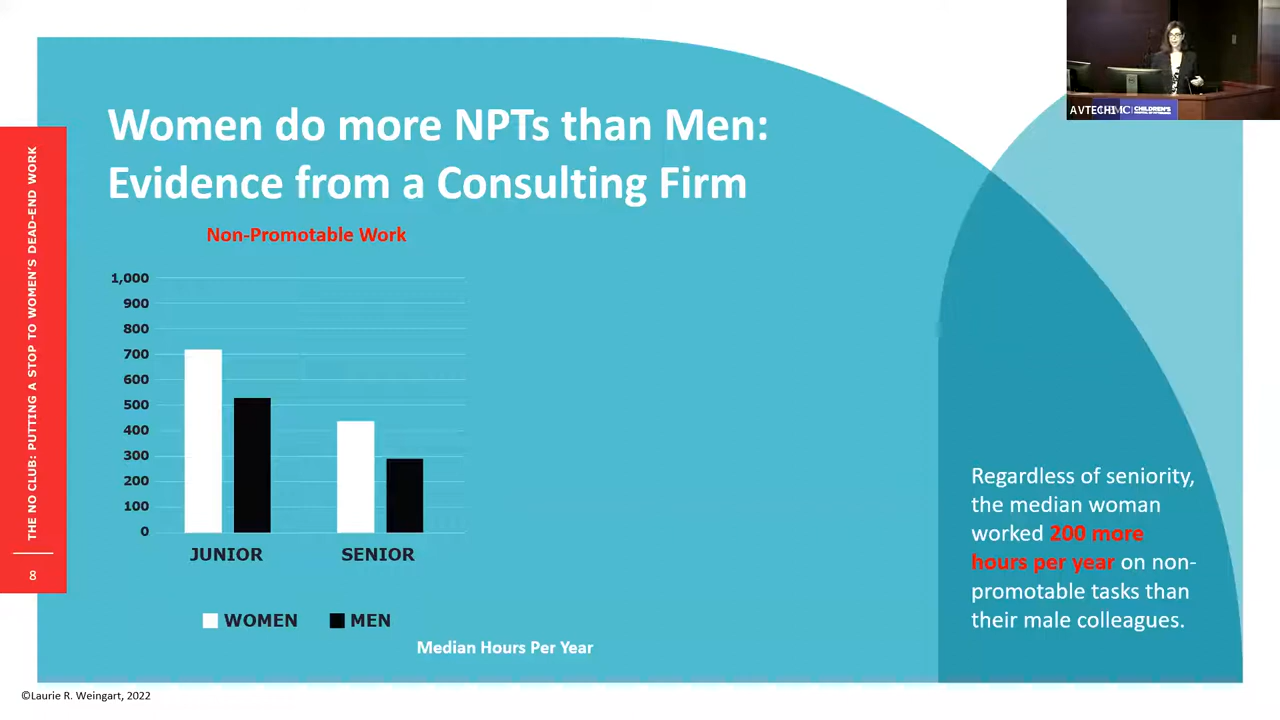 Women do more NPTs than Men:
Evidence from a Consulting Firm
Non-Promotable Work
1,000
900
800
700
600
500
400
300
200
100
0
JUNIOR
SENIOR
WOMEN
MEN
Median Hours Per Year
Regardless of seniority,
the median woman
worked 200 more
hours per year on non-
promotable tasks than
their male colleagues.
THE NO CLUB: PUTTING A STOP TO WOMEN'S DEAD-END WORK
8
©Laurie R. Weingart, 2022
CHILDREN'S